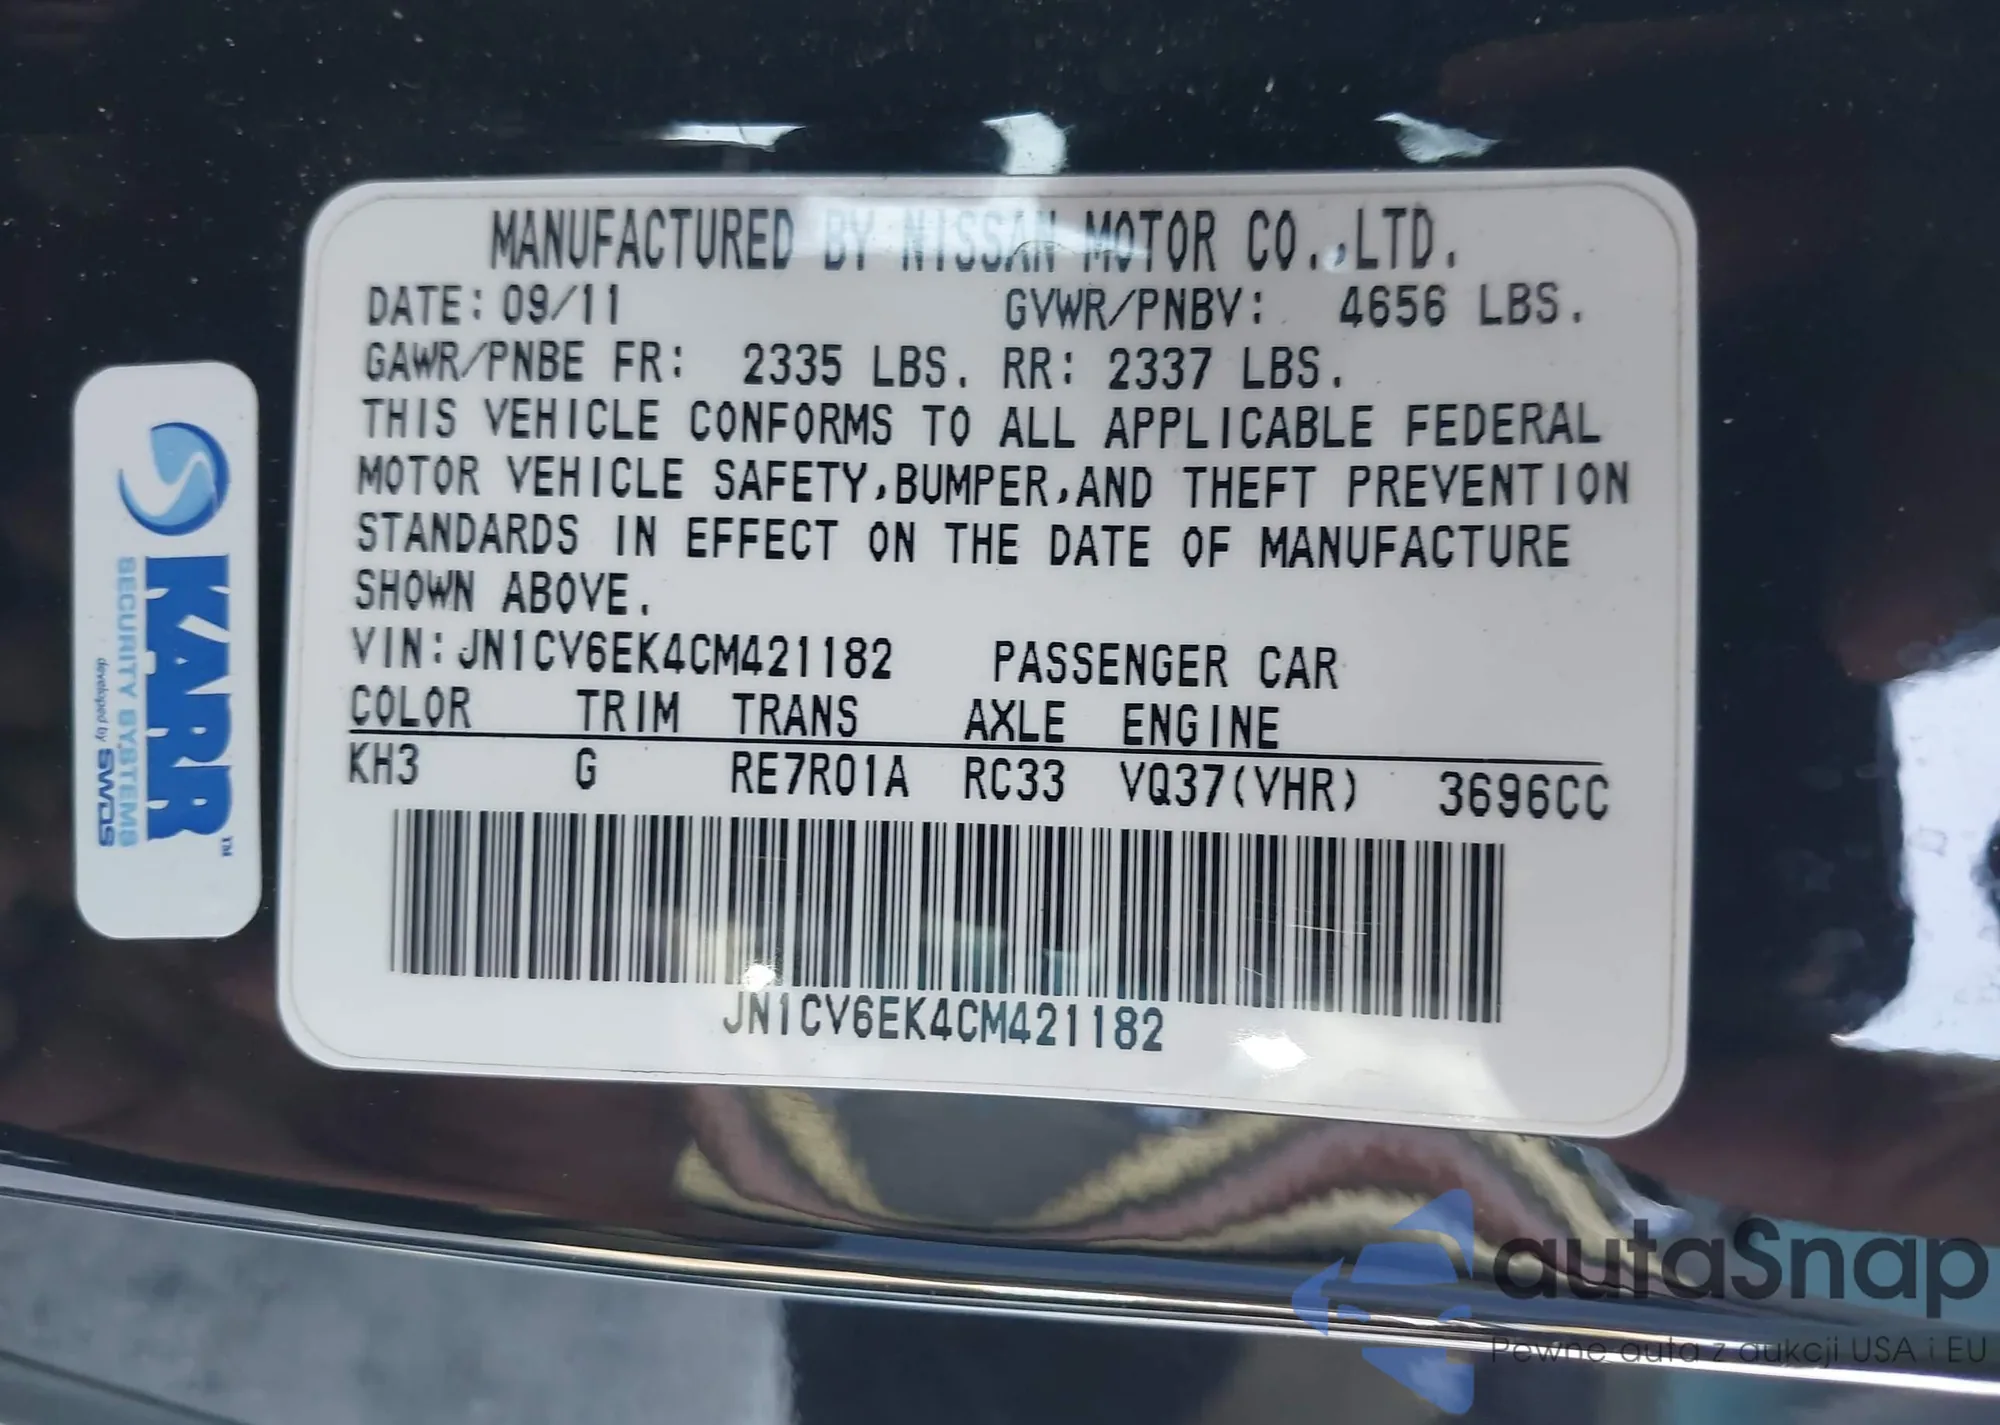 MANUFACTURED BY NISSAN MOTOR CO.,LTD.
DATE: 09/11 GVWR/PNBV: 4656 LBS.
GAWR/PNBE FR: 2335 LBS. RR: 2337 LBS.
THIS VEHICLE CONFORMS TO ALL APPLICABLE FEDERAL
MOTOR VEHICLE SAFETY,BUMPER,AND THEFT PREVENTION
STANDARDS IN EFFECT ON THE DATE OF MANUFACTURE
SHOWN ABOVE.
VIN: JN1CV6EK4CM421182 PASSENGER CAR
COLOR TRIM TRANS AXLE ENGINE
KH3 G RE7R01A RC33 VQ37(VHR) 3696CC
JN1CV6EK4CM421182
KARR™
SECURITY SYSTEMS
developed by SWDS
autaSnap
Pewne auta z aukcji USA i EU